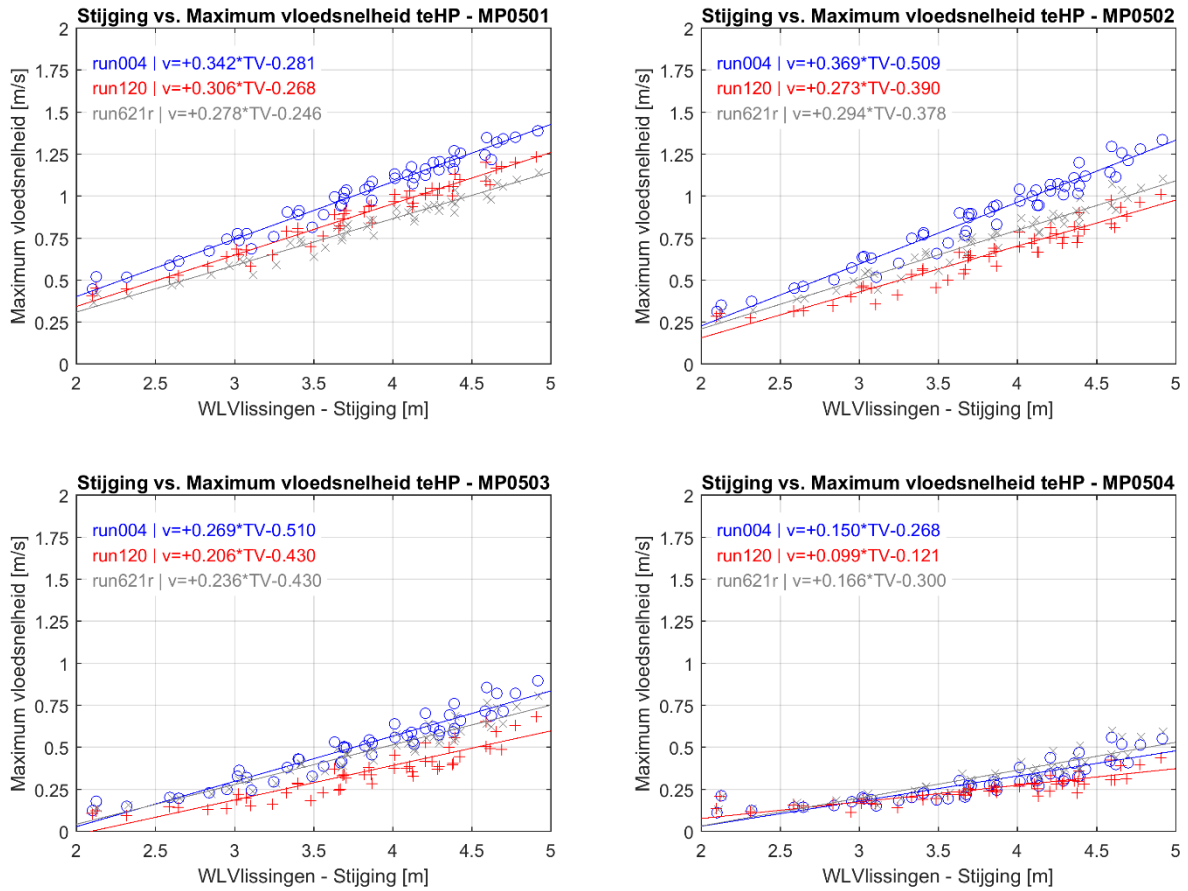 Stijging vs. Maximum vloedsnelheid teHP - MP0501
2
1.75
1.5
1.25
1
0.75
0.5
0.25
0
Maximum vloedsnelheid [m/s]
run004 | v=+0.342*TV-0.281
run120 | v=+0.306*TV-0.268
run621r | v=+0.278*TV-0.246
2 2.5 3 3.5 4 4.5 5
WLVlissingen - Stijging [m]
Stijging vs. Maximum vloedsnelheid teHP - MP0502
2
1.75
1.5
1.25
1
0.75
0.5
0.25
0
Maximum vloedsnelheid [m/s]
run004 | v=+0.369*TV-0.509
run120 | v=+0.273*TV-0.390
run621r | v=+0.294*TV-0.378
2 2.5 3 3.5 4 4.5 5
WLVlissingen - Stijging [m]
Stijging vs. Maximum vloedsnelheid teHP - MP0503
2
1.75
1.5
1.25
1
0.75
0.5
0.25
0
Maximum vloedsnelheid [m/s]
run004 | v=+0.269*TV-0.510
run120 | v=+0.206*TV-0.430
run621r | v=+0.236*TV-0.430
2 2.5 3 3.5 4 4.5 5
WLVlissingen - Stijging [m]
Stijging vs. Maximum vloedsnelheid teHP - MP0504
2
1.75
1.5
1.25
1
0.75
0.5
0.25
0
Maximum vloedsnelheid [m/s]
run004 | v=+0.150*TV-0.268
run120 | v=+0.099*TV-0.121
run621r | v=+0.166*TV-0.300
2 2.5 3 3.5 4 4.5 5
WLVlissingen - Stijging [m]